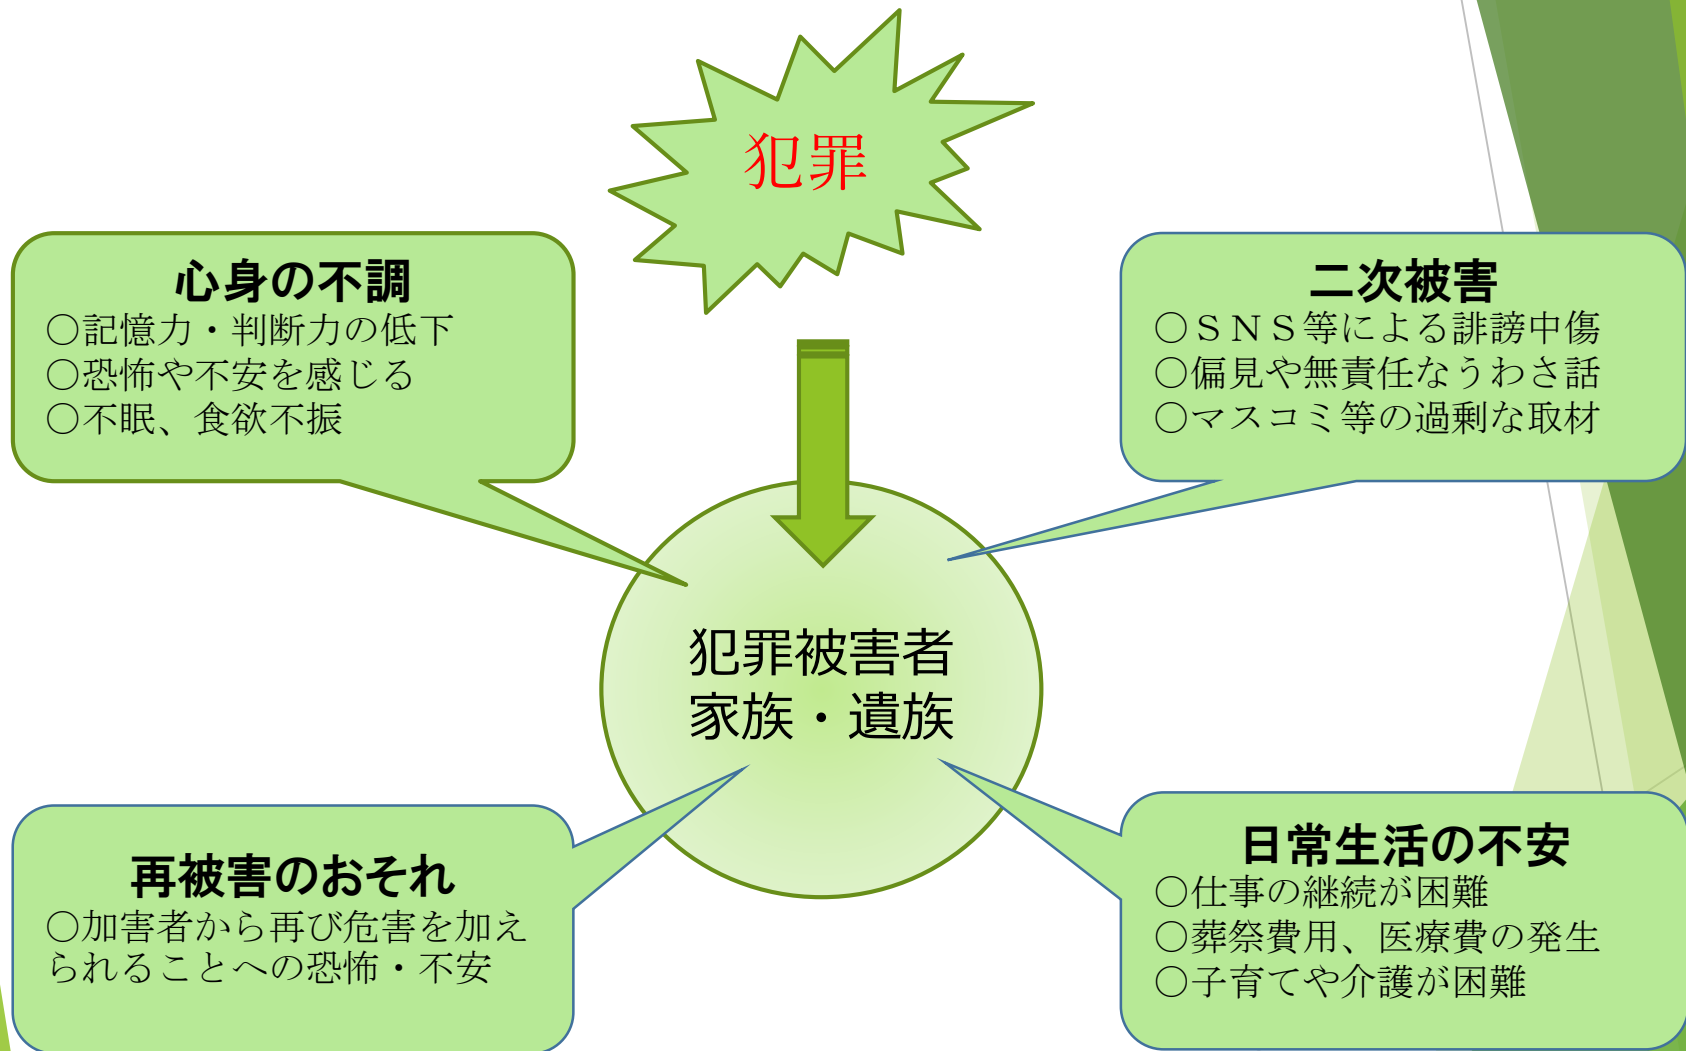 犯罪
心身の不調
○記憶力・判断力の低下
○恐怖や不安を感じる
○不眠、食欲不振
二次被害
○ＳＮＳ等による誹謗中傷
○偏見や無責任なうわさ話
○マスコミ等の過剰な取材
犯罪被害者
家族・遺族
再被害のおそれ
○加害者から再び危害を加え
られることへの恐怖・不安
日常生活の不安
○仕事の継続が困難
○葬祭費用、医療費の発生
○子育てや介護が困難